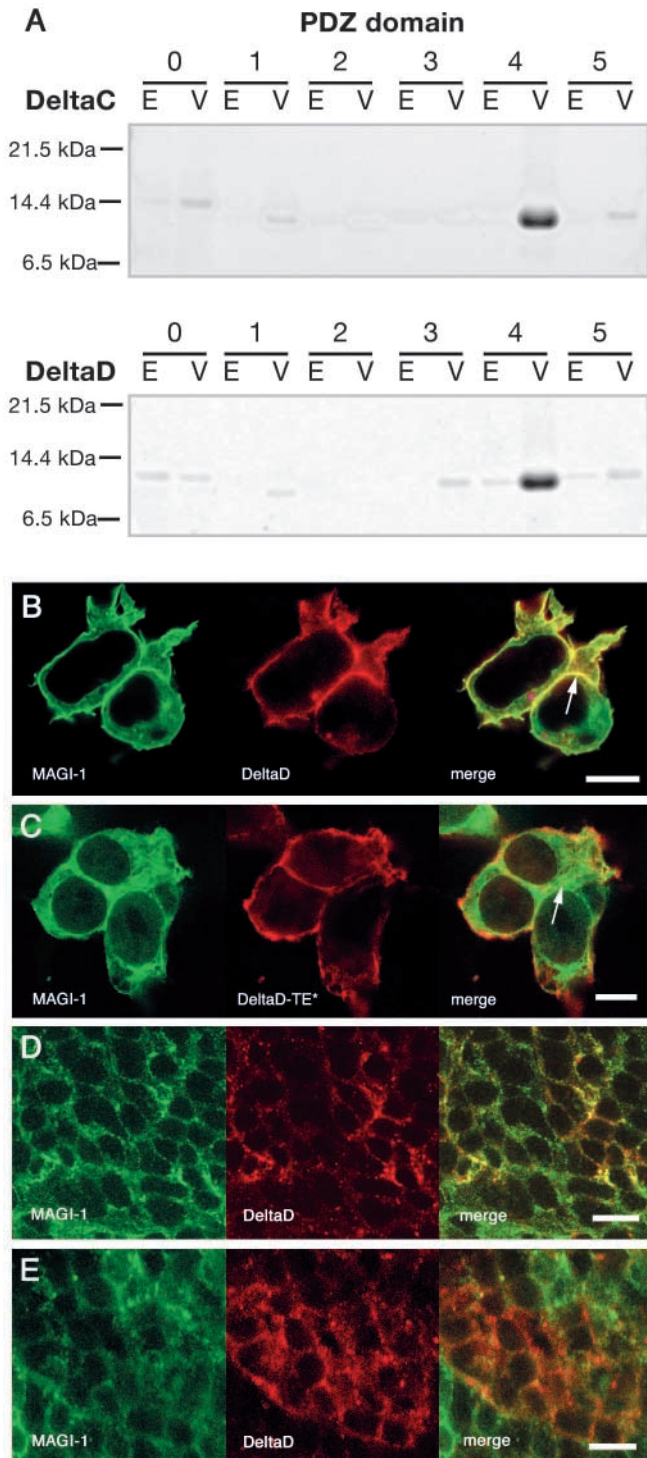 A
PDZ domain
0 1 2 3 4 5
DeltaC E V E V E V E V E V E V
21.5 kDa
14.4 kDa
6.5 kDa
0 1 2 3 4 5
DeltaD E V E V E V E V E V E V
21.5 kDa
14.4 kDa
6.5 kDa
B
MAGI-1 DeltaD merge
C
MAGI-1 DeltaD-TE* merge
D
MAGI-1 DeltaD merge
E
MAGI-1 DeltaD merge